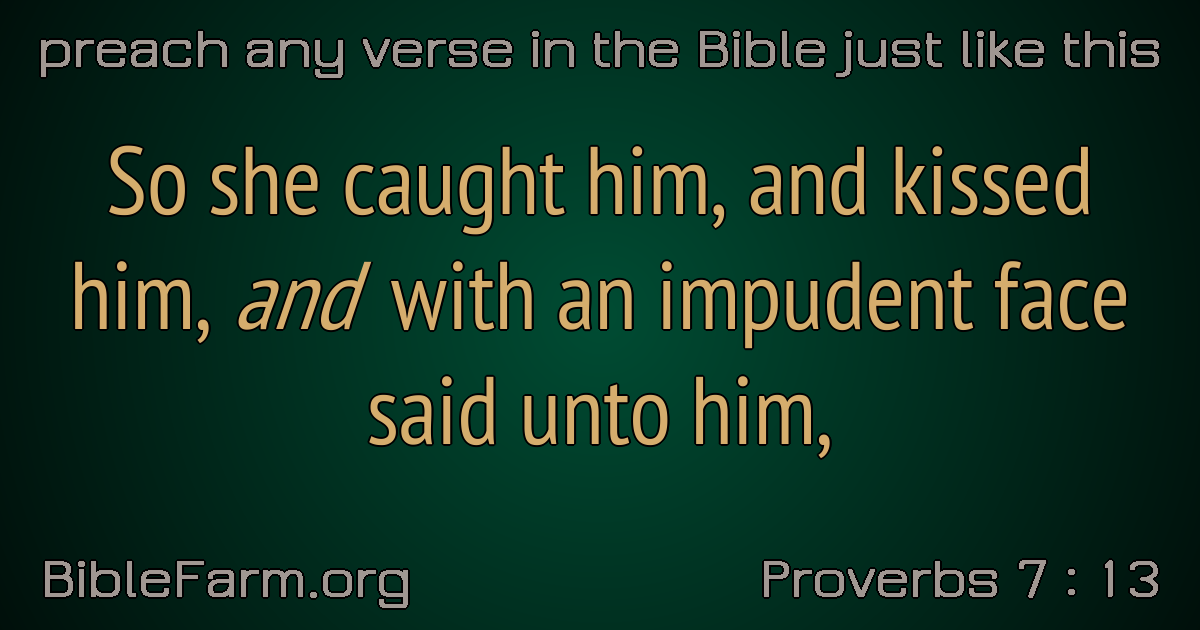 preach any verse in the Bible just like this
So she caught him, and kissed
him, and with an impudent face
said unto him,
BibleFarm.org
Proverbs 7 : 13